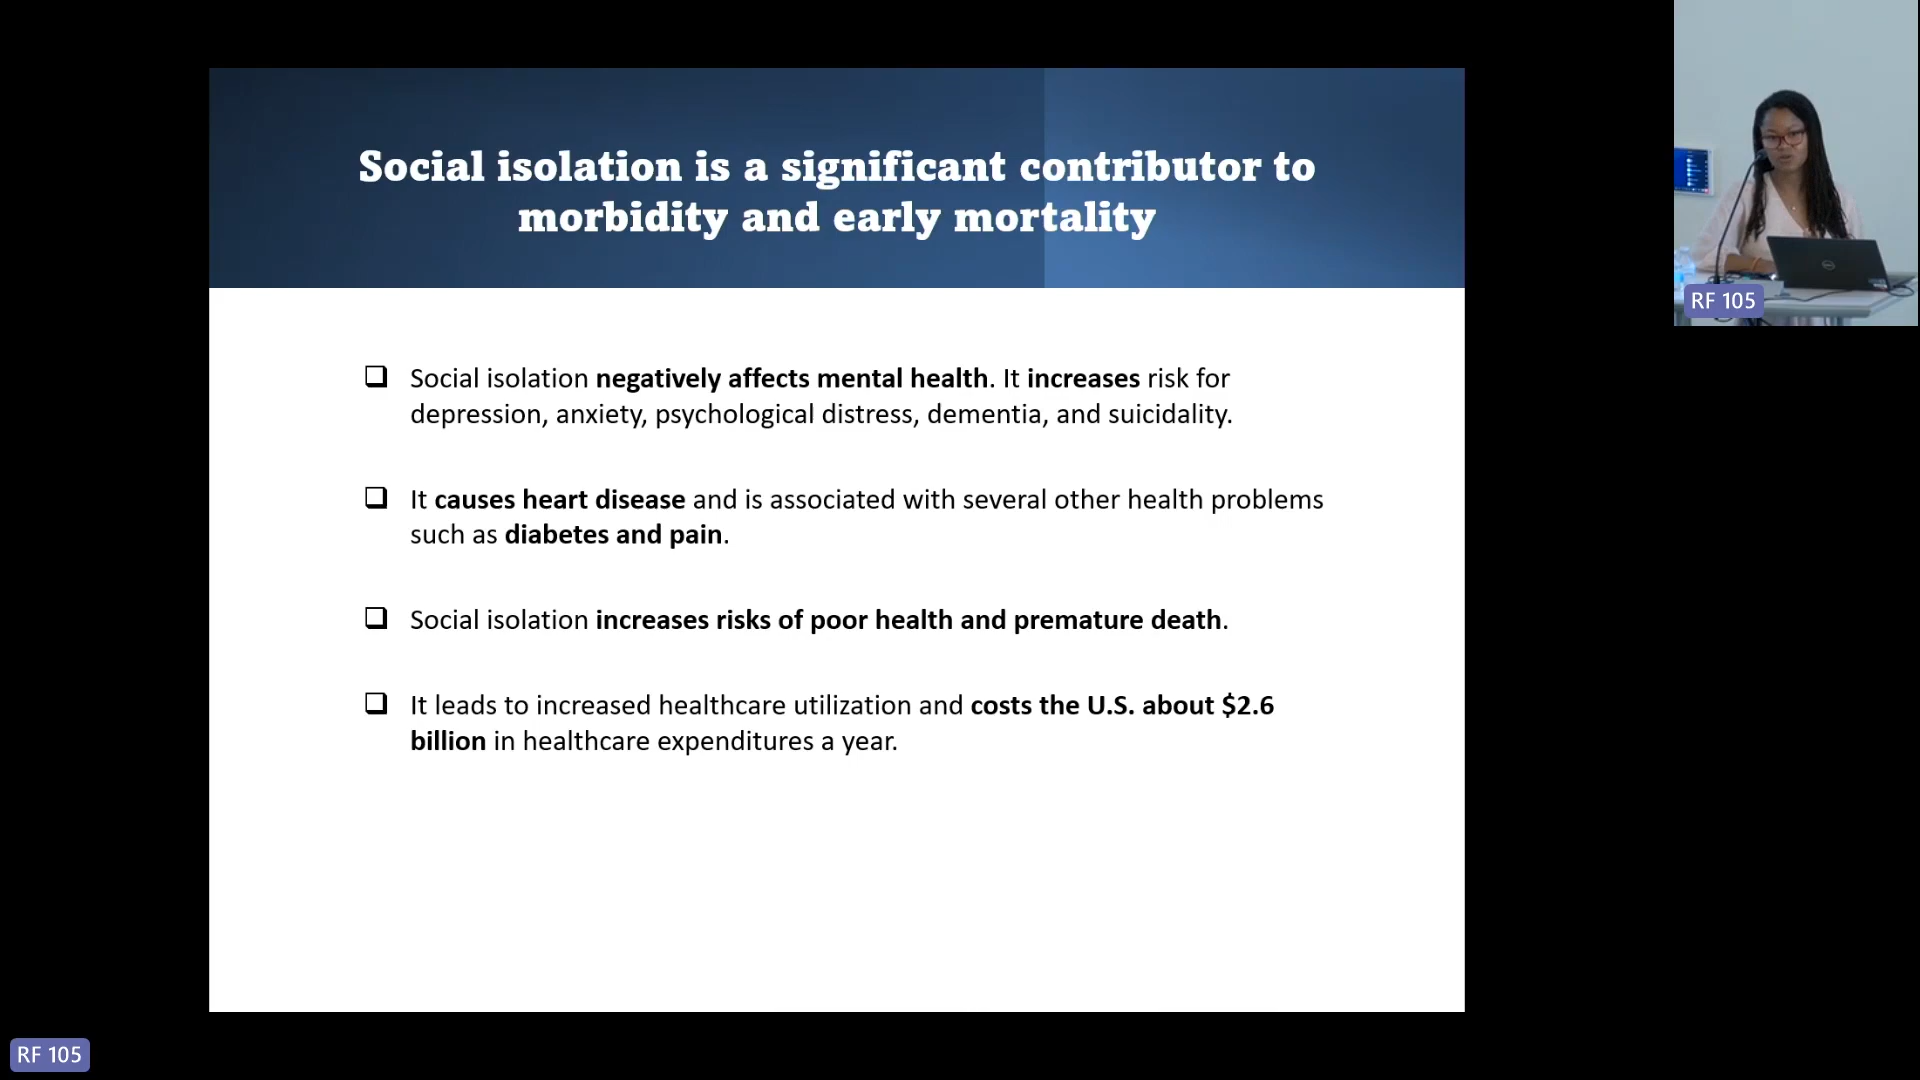 Social isolation is a significant contributor to
morbidity and early mortality
❑ Social isolation negatively affects mental health. It increases risk for
depression, anxiety, psychological distress, dementia, and suicidality.
❑ It causes heart disease and is associated with several other health problems
such as diabetes and pain.
❑ Social isolation increases risks of poor health and premature death.
❑ It leads to increased healthcare utilization and costs the U.S. about $2.6
billion in healthcare expenditures a year.
RF 105
RF 105